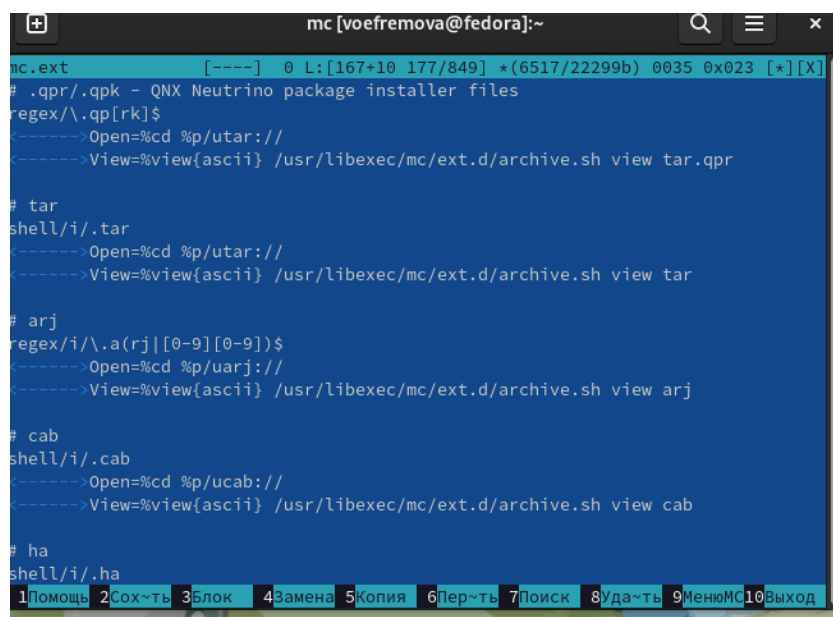 mc [voefremova@fedora]:~
mc.ext [----] 0 L:[167+10 177/849] *(6517/22299b) 0035 0x023 [*][X]
# .qpr/.qpk - QNX Neutrino package installer files
regex/\.qp[rk]$
<------>Open=%cd %p/utar://
<------>View=%view{ascii} /usr/libexec/mc/ext.d/archive.sh view tar.qpr
# tar
shell/i/.tar
<------>Open=%cd %p/utar://
<------>View=%view{ascii} /usr/libexec/mc/ext.d/archive.sh view tar
# arj
regex/i/\.a(rj|[0-9][0-9])$
<------>Open=%cd %p/uarj://
<------>View=%view{ascii} /usr/libexec/mc/ext.d/archive.sh view arj
# cab
shell/i/.cab
<------>Open=%cd %p/ucab://
<------>View=%view{ascii} /usr/libexec/mc/ext.d/archive.sh view cab
# ha
shell/i/.ha
1Помощь 2Сох~ть 3Блок 4Замена 5Копия 6Пер~ть 7Поиск 8Уда~ть 9МенюMC 10Выход